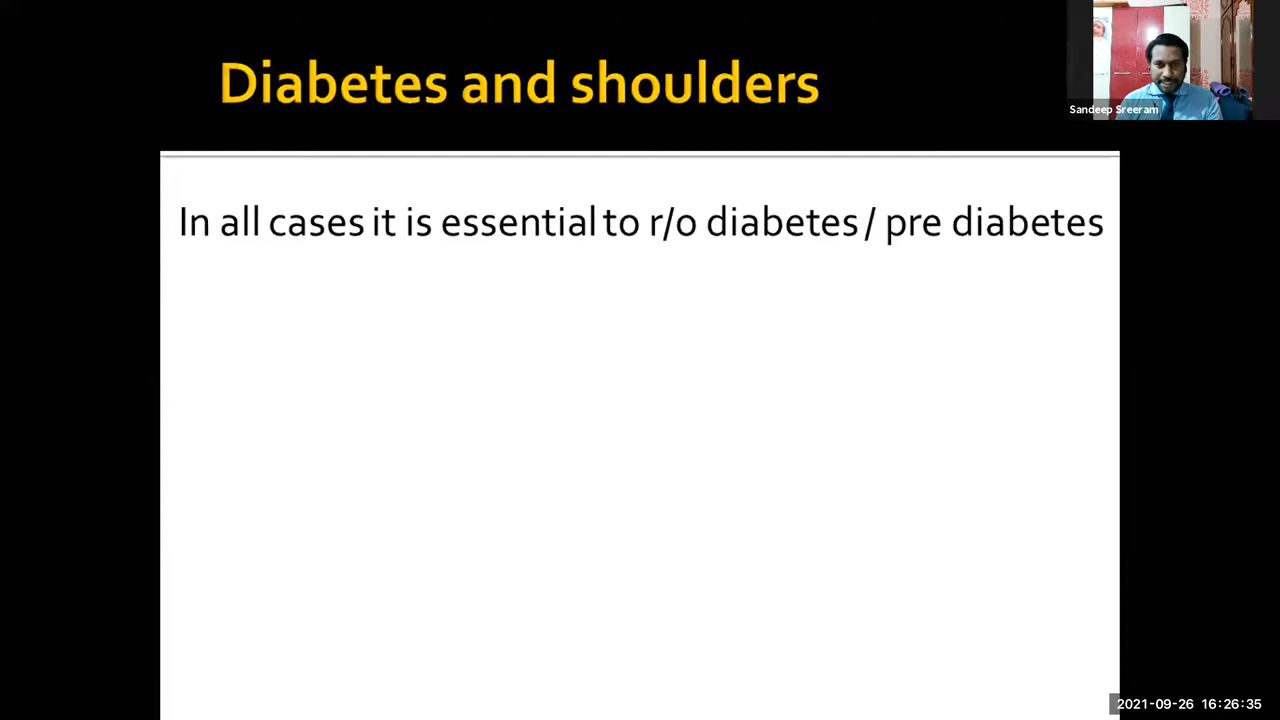 Diabetes and shoulders
Sandeep Sreeram
In all cases it is essential to r/o diabetes / pre diabetes
2021-09-26 16:26:35